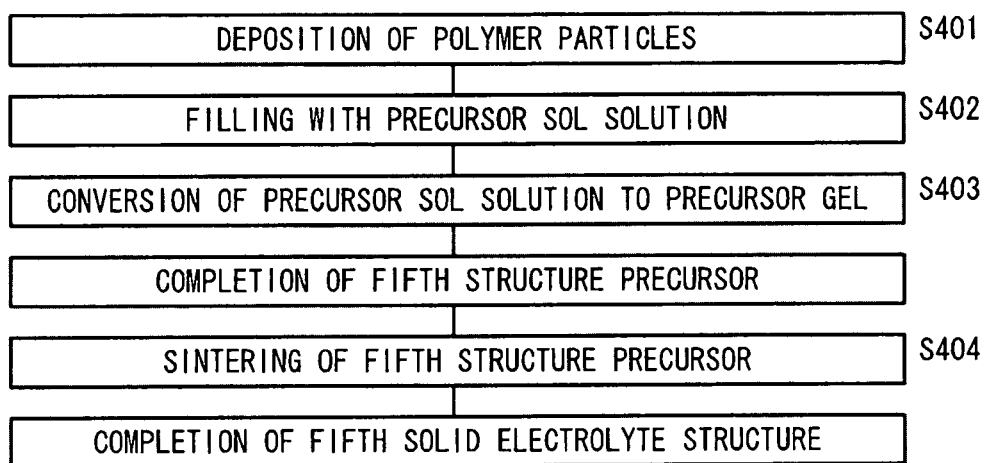 DEPOSITION OF POLYMER PARTICLES S401
FILLING WITH PRECURSOR SOL SOLUTION S402
CONVERSION OF PRECURSOR SOL SOLUTION TO PRECURSOR GEL S403
COMPLETION OF FIFTH STRUCTURE PRECURSOR
SINTERING OF FIFTH STRUCTURE PRECURSOR S404
COMPLETION OF FIFTH SOLID ELECTROLYTE STRUCTURE